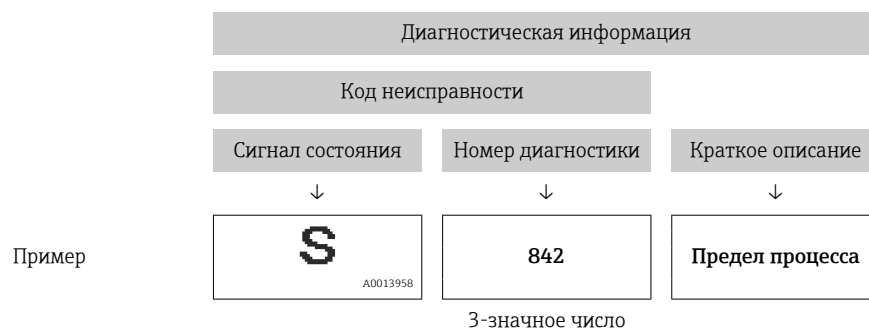 Диагностическая информация
Код неисправности
Сигнал состояния Номер диагностики Краткое описание
↓ ↓ ↓
Пример S 842 Предел процесса
A0013958
3-значное число